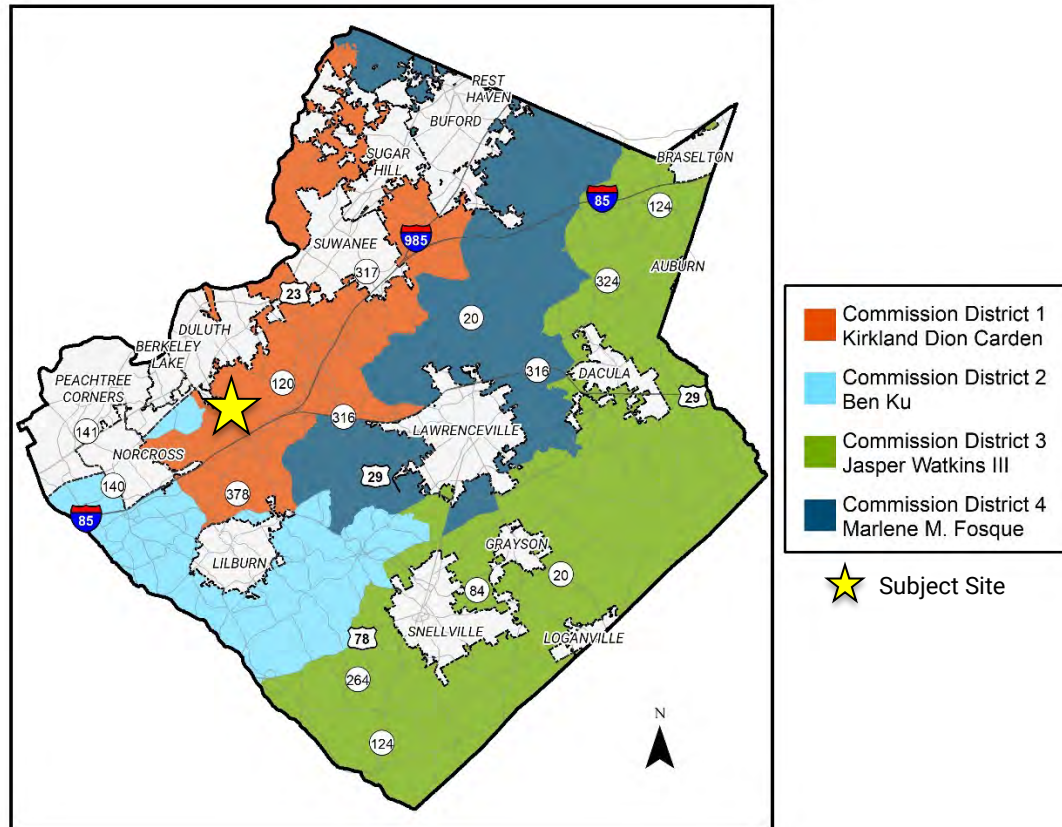 REST
HAVEN
BUFORD
BRASELTON
SUGAR
HILL
85
124
SUWANEE
985
317
AUBURN
324
23
20
DULUTH
BERKELEY
LAKE
PEACHTREE
CORNERS
120
316
DACULA
29
141
316
LAWRENCEVILLE
NORCROSS
140
29
378
85
LILBURN
GRAYSON
84
20
SNELLVILLE
LOGANVILLE
78
264
124
N
Commission District 1
Kirkland Dion Carden
Commission District 2
Ben Ku
Commission District 3
Jasper Watkins III
Commission District 4
Marlene M. Fosque
Subject Site